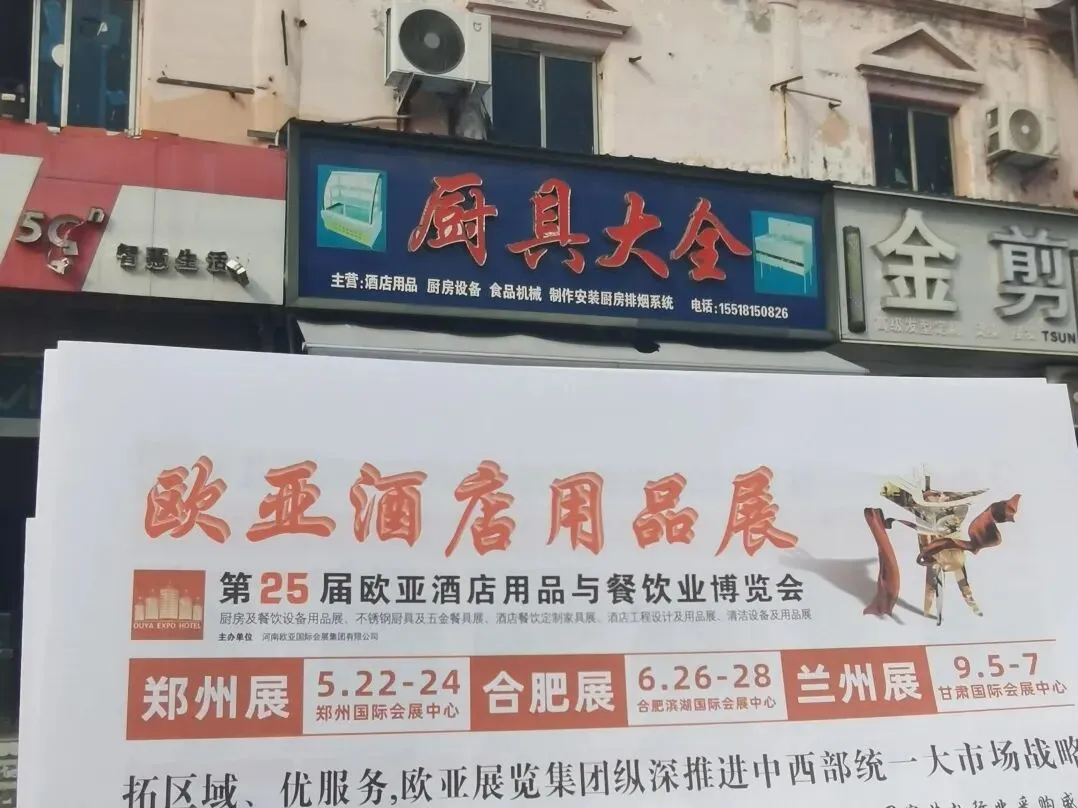 5Gⁿ
智慧生活
厨具大全
主营:酒店用品 厨房设备 食品机械 制作安装厨房排烟系统 电话:15518150826
金剪
TSUN
欧亚酒店用品展
第25届欧亚酒店用品与餐饮业博览会
厨房及餐饮设备用品展、不锈钢厨具及五金餐具展、酒店餐饮定制家具展、酒店工程设计及用品展、清洁设备及用品展
OUYA EXPO HOTEL
主办单位 河南欧亚国际会展集团有限公司
郑州展 5.22-24 郑州国际会展中心
合肥展 6.26-28 合肥滨湖国际会展中心
兰州展 9.5-7 甘肃国际会展中心
拓区域、优服务,欧亚展览集团纵深推进中西部统一大市场战略